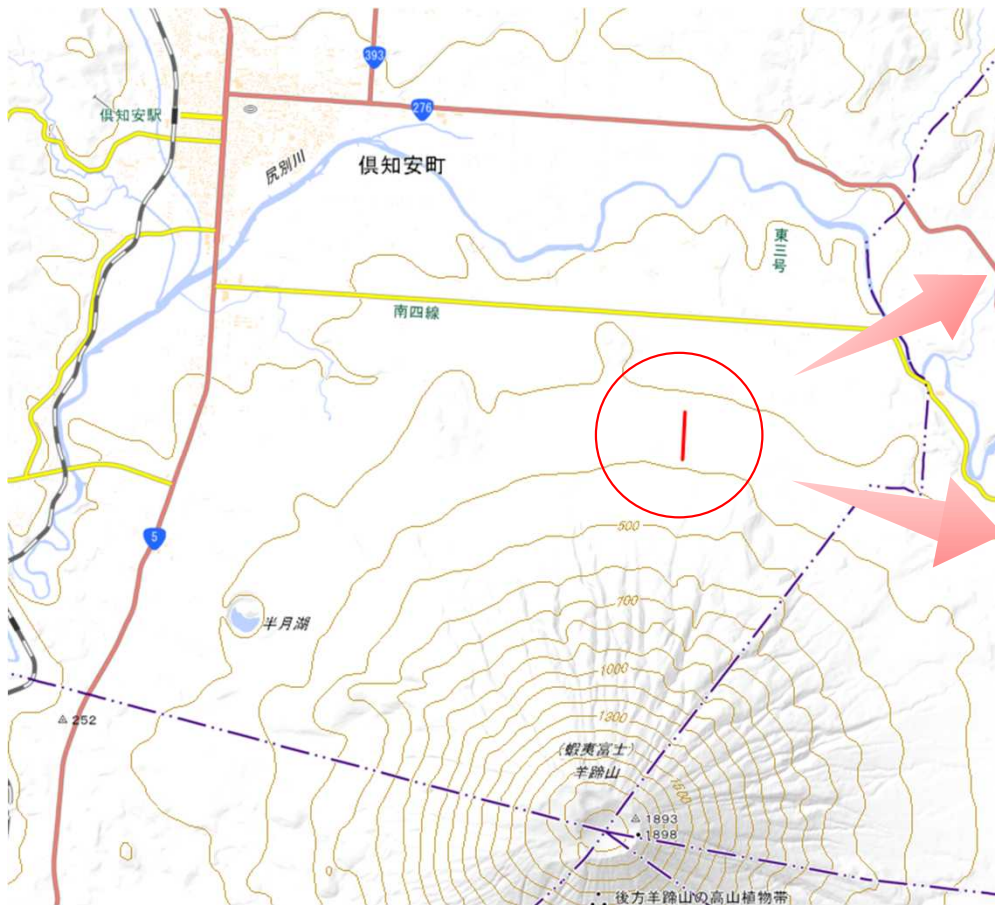 393
276
倶知安駅
尻別川
倶知安町
東三号
南四線
5
500
700
半月湖
1000
252
1300
(蝦夷富士)
羊蹄山
1500
1893
1898
後方羊蹄山の高山植物帯